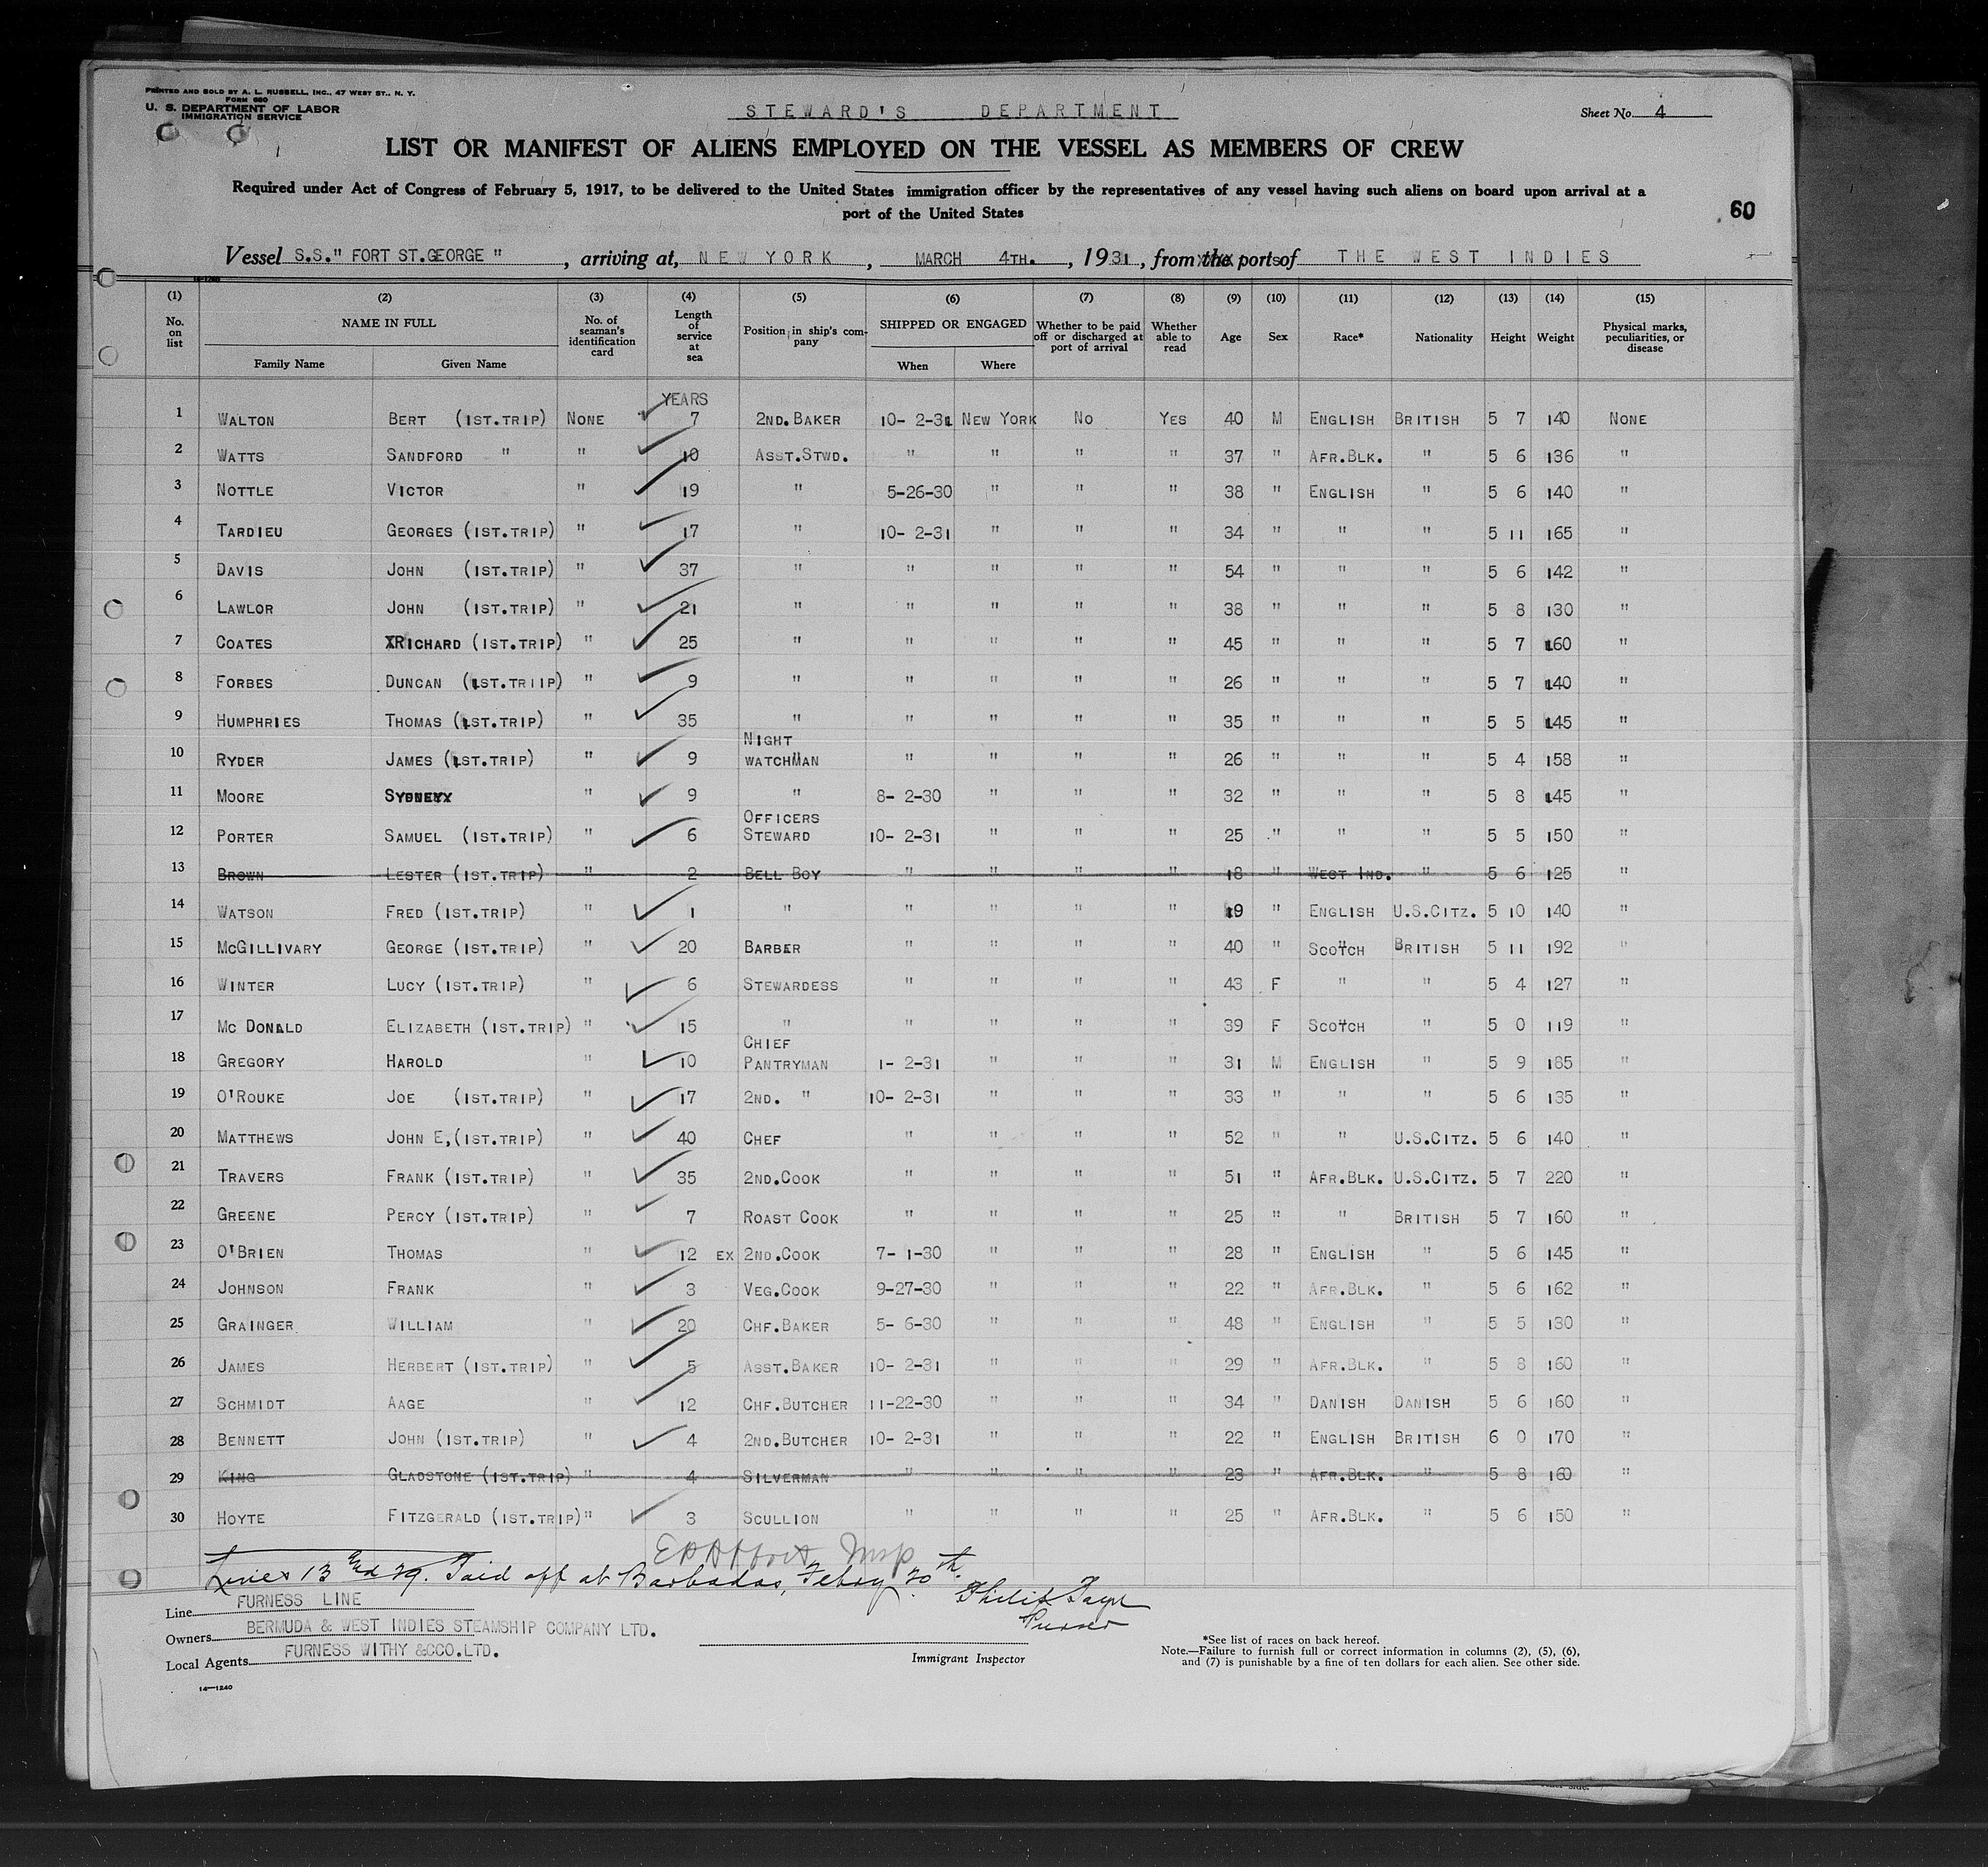 PRINTED AND SOLD BY A. L. RUSSELL, INC., 47 WEST ST., N. Y.
FORM 680
U. S. DEPARTMENT OF LABOR
IMMIGRATION SERVICE
STEWARD'S DEPARTMENT
Sheet No. 4
LIST OR MANIFEST OF ALIENS EMPLOYED ON THE VESSEL AS MEMBERS OF CREW
Required under Act of Congress of February 5, 1917, to be delivered to the United States immigration officer by the representatives of any vessel having such aliens on board upon arrival at a
port of the United States
60
Vessel S.S." FORT ST.GEORGE ", arriving at, NEW YORK, MARCH 4TH., 1931, from the ports of THE WEST INDIES
(1) (2) (3) (4) (5) (6) (7) (8) (9) (10) (11) (12) (13) (14) (15)
No. on list NAME IN FULL Family Name Given Name No. of seaman's identification card Length of service at sea Position in ship's company SHIPPED OR ENGAGED When Where Whether to be paid off or discharged at port of arrival Whether able to read Age Sex Race* Nationality Height Weight Physical marks, peculiarities, or disease
YEARS
1 WALTON BERT (1ST.TRIP) NONE 7 2ND.BAKER 10- 2-31 NEW YORK NO YES 40 M ENGLISH BRITISH 5 7 140 NONE
2 WATTS SANDFORD " " 10 ASST.STWD. " " " " 37 " AFR.BLK. " 5 6 136 "
3 NOTTLE VICTOR " 19 " 5-26-30 " " " 38 " ENGLISH " 5 6 140 "
4 TARDIEU GEORGES (1ST.TRIP) " 17 " 10- 2-31 " " " 34 " " " 5 11 165 "
5 DAVIS JOHN (1ST.TRIP) " 37 " " " " " 54 " " " 5 6 142 "
6 LAWLOR JOHN (1ST.TRIP) " 21 " " " " " 38 " " " 5 8 130 "
7 COATES XRICHARD (1ST.TRIP) " 25 " " " " " 45 " " " 5 7 160 "
8 FORBES DUNCAN (1ST.TRIIP) " 9 " " " " " 26 " " " 5 7 140 "
9 HUMPHRIES THOMAS (1ST.TRIP) " 35 " " " " " 35 " " " 5 5 145 "
10 RYDER JAMES (1ST.TRIP) " 9 NIGHT WATCHMAN " " " " 26 " " " 5 4 158 "
11 MOORE SYDNEYX " 9 " 8- 2-30 " " " 32 " " " 5 8 145 "
12 PORTER SAMUEL (1ST.TRIP) " 6 OFFICERS STEWARD 10- 2-31 " " " 25 " " " 5 5 150 "
13 BROWN LESTER (1ST.TRIP) " 2 BELL BOY " " " " 18 " WEST IND. " 5 6 125 "
14 WATSON FRED (1ST.TRIP) " 1 " " " " " 19 " ENGLISH U.S.CITZ. 5 10 140 "
15 MCGILLIVARY GEORGE (1ST.TRIP) " 20 BARBER " " " " 40 " SCOTCH BRITISH 5 11 192 "
16 WINTER LUCY (1ST.TRIP) " 6 STEWARDESS " " " " 43 F " " 5 4 127 "
17 MC DONALD ELIZABETH (1ST.TRIP) " 15 " " " " " 39 F SCOTCH " 5 0 119 "
18 GREGORY HAROLD " 10 CHIEF PANTRYMAN 1- 2-31 " " " 31 M ENGLISH " 5 9 185 "
19 O'ROUKE JOE (1ST.TRIP) " 17 2ND. " 10- 2-31 " " " 33 " " " 5 6 135 "
20 MATTHEWS JOHN E,(1ST.TRIP) " 40 CHEF " " " " 52 " " U.S.CITZ. 5 6 140 "
21 TRAVERS FRANK (1ST.TRIP) " 35 2ND.COOK " " " " 51 " AFR.BLK. U.S.CITZ. 5 7 220 "
22 GREENE PERCY (1ST.TRIP) " 7 ROAST COOK " " " " 25 " " BRITISH 5 7 160 "
23 O'BRIEN THOMAS " 12 EX 2ND.COOK 7- 1-30 " " " 28 " ENGLISH " 5 6 145 "
24 JOHNSON FRANK " 3 VEG.COOK 9-27-30 " " " 22 " AFR.BLK. " 5 6 162 "
25 GRAINGER WILLIAM " 20 CHF.BAKER 5- 6-30 " " " 48 " ENGLISH " 5 5 130 "
26 JAMES HERBERT (1ST.TRIP) " 5 ASST.BAKER 10- 2-31 " " " 29 " AFR.BLK. " 5 8 160 "
27 SCHMIDT AAGE " 12 CHF.BUTCHER 11-22-30 " " " 34 " DANISH DANISH 5 6 160 "
28 BENNETT JOHN (1ST.TRIP) " 4 2ND.BUTCHER 10- 2-31 " " " 22 " ENGLISH BRITISH 6 0 170 "
29 KING GLADSTONE (1ST.TRIP) " 4 SILVERMAN " " " " 23 " AFR.BLK. " 5 8 160 "
30 HOYTE FITZGERALD (1ST.TRIP) " 3 SCULLION " " " " 25 " AFR.BLK. " 5 6 150 "
Insp
Lines 13 and 29. Paid off at Barbados, Febry 20th.
Purser
Line FURNESS LINE
Owners BERMUDA & WEST INDIES STEAMSHIP COMPANY LTD.
Local Agents FURNESS WITHY &CCO.LTD.
Immigrant Inspector
*See list of races on back hereof.
Note.—Failure to furnish full or correct information in columns (2), (5), (6),
and (7) is punishable by a fine of ten dollars for each alien. See other side.
14—1240